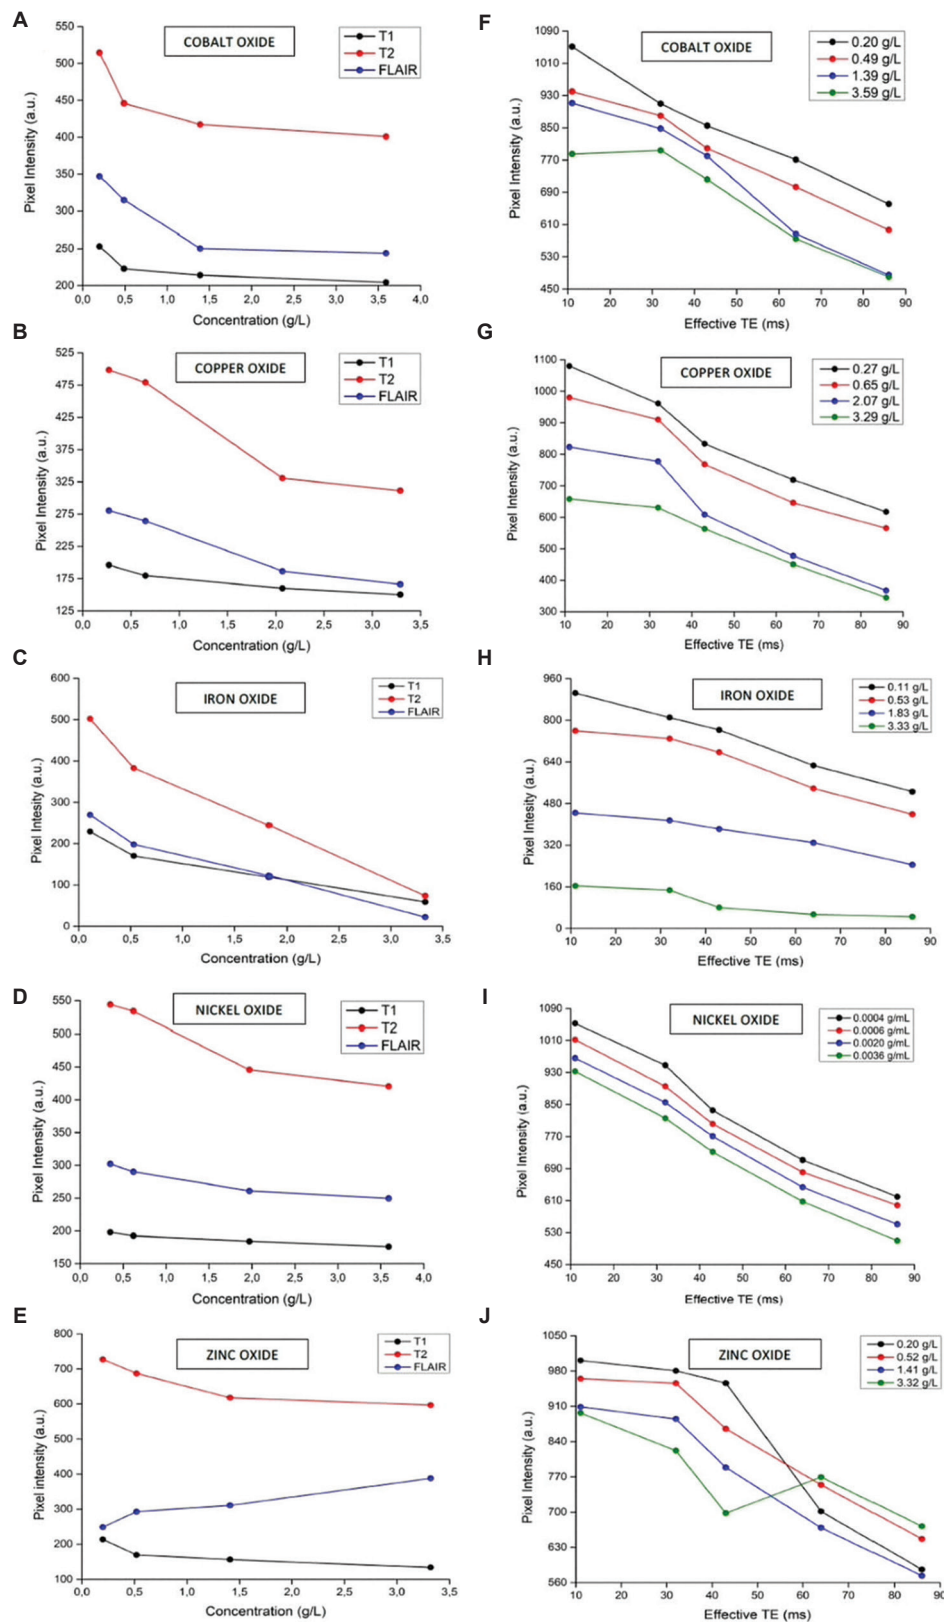 A
COBALT OXIDE
T1
T2
FLAIR
Pixel Intensity (a.u.)
550
500
450
400
350
300
250
200
0,0 0,5 1,0 1,5 2,0 2,5 3,0 3,5 4,0
Concentration (g/L)
F
COBALT OXIDE
0.20 g/L
0.49 g/L
1.39 g/L
3.59 g/L
Pixel Intensity (a.u.)
1090
1010
930
850
770
690
610
530
450
10 20 30 40 50 60 70 80 90
Effective TE (ms)
B
COPPER OXIDE
T1
T2
FLAIR
Pixel Intensity (a.u.)
525
475
425
375
325
275
225
175
125
0,0 0,5 1,0 1,5 2,0 2,5 3,0 3,5
Concentration (g/L)
G
COPPER OXIDE
0.27 g/L
0.65 g/L
2.07 g/L
3.29 g/L
Pixel Intensity (a.u.)
1100
1000
900
800
700
600
500
400
300
10 20 30 40 50 60 70 80 90
Effective TE (ms)
C
IRON OXIDE
T1
T2
FLAIR
Pixel Intesity (a.u.)
600
500
400
300
200
100
0
0,0 0,5 1,0 1,5 2,0 2,5 3,0 3,5
Concentration (g/L)
H
IRON OXIDE
0.11 g/L
0.53 g/L
1.83 g/L
3.33 g/L
Pixel Intensity (a.u.)
960
800
640
480
320
160
0
10 20 30 40 50 60 70 80 90
Effective TE (ms)
D
NICKEL OXIDE
T1
T2
FLAIR
Pixel Intensity (a.u.)
550
500
450
400
350
300
250
200
150
0,0 0,5 1,0 1,5 2,0 2,5 3,0 3,5 4,0
Concentration (g/L)
I
NICKEL OXIDE
0.0004 g/mL
0.0006 g/mL
0.0020 g/mL
0.0036 g/mL
Pixel Intensity (a.u.)
1090
1010
930
850
770
690
610
530
450
10 20 30 40 50 60 70 80 90
Effective TE (ms)
E
ZINC OXIDE
T1
T2
FLAIR
Pixel intensity (a.u.)
800
700
600
500
400
300
200
100
0,0 0,5 1,0 1,5 2,0 2,5 3,0 3,5
Concentration (g/L)
J
ZINC OXIDE
0.20 g/L
0.52 g/L
1.41 g/L
3.32 g/L
Pixel Intensity (a.u.)
1050
980
910
840
770
700
630
560
10 20 30 40 50 60 70 80 90
Effective TE (ms)